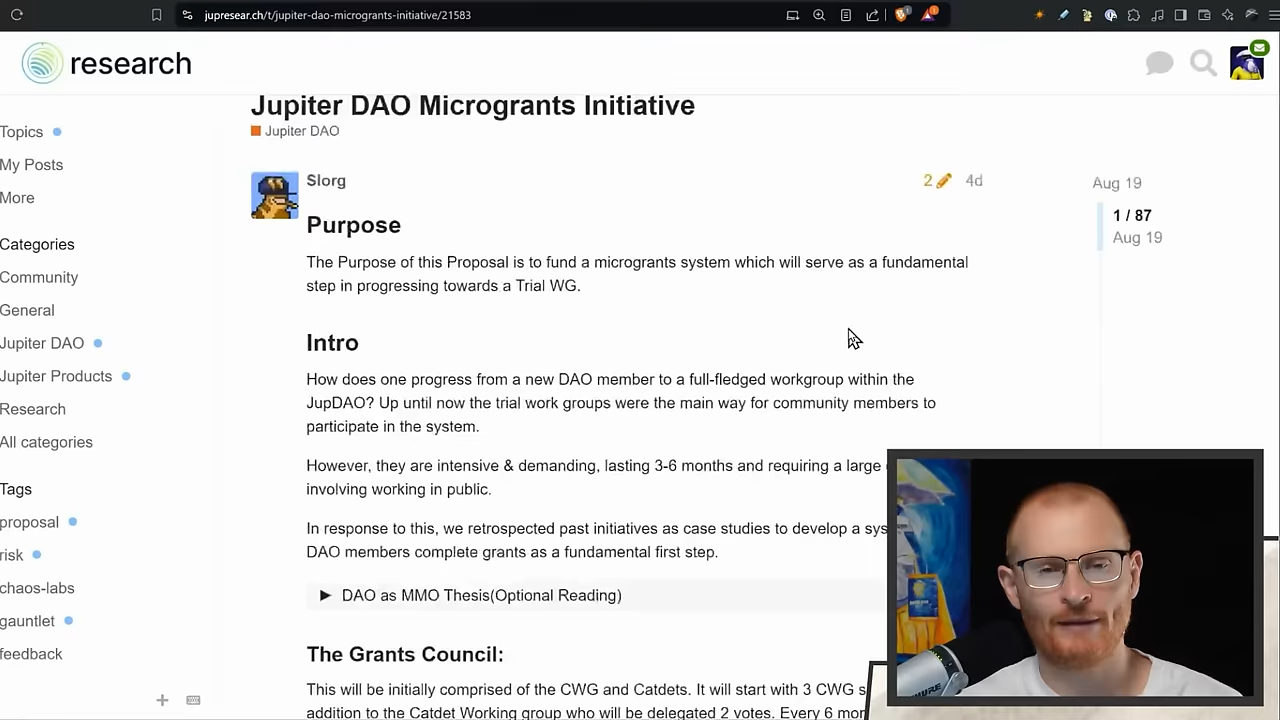 jupresear.ch/t/jupiter-dao-microgrants-initiative/21583
research
Jupiter DAO Microgrants Initiative
Jupiter DAO
Topics
My Posts
More
Categories
Community
General
Jupiter DAO
Jupiter Products
Research
All categories
Tags
proposal
risk
chaos-labs
gauntlet
feedback
Slorg
2
4d
Purpose
The Purpose of this Proposal is to fund a microgrants system which will serve as a fundamental
step in progressing towards a Trial WG.
Intro
How does one progress from a new DAO member to a full-fledged workgroup within the
JupDAO? Up until now the trial work groups were the main way for community members to
participate in the system.
However, they are intensive & demanding, lasting 3-6 months and requiring a large
involving working in public.
In response to this, we retrospected past initiatives as case studies to develop a
DAO members complete grants as a fundamental first step.
► DAO as MMO Thesis(Optional Reading)
The Grants Council:
This will be initially comprised of the CWG and Catdets. It will start with 3 CWG
addition to the Catdet Working group who will be delegated 2 votes. Every 6
Aug 19
1 / 87
Aug 19